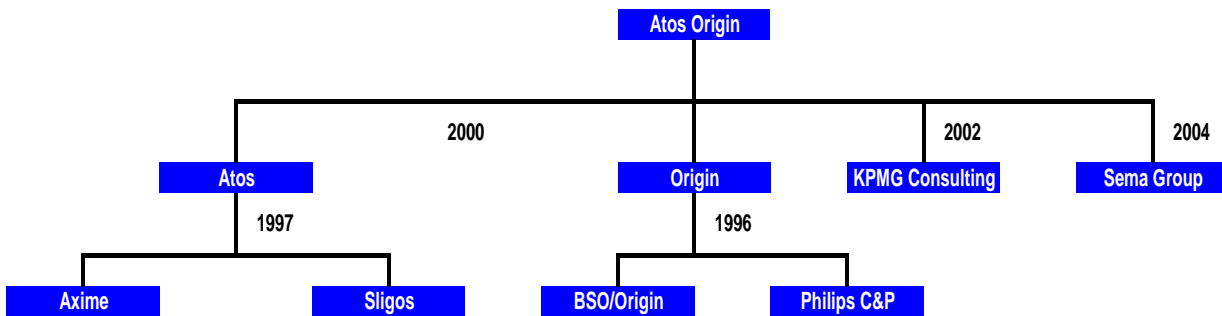 Atos Origin
2000
2002
2004
Atos
Origin
KPMG Consulting
Sema Group
1997
1996
Axime
Sligos
BSO/Origin
Philips C&P